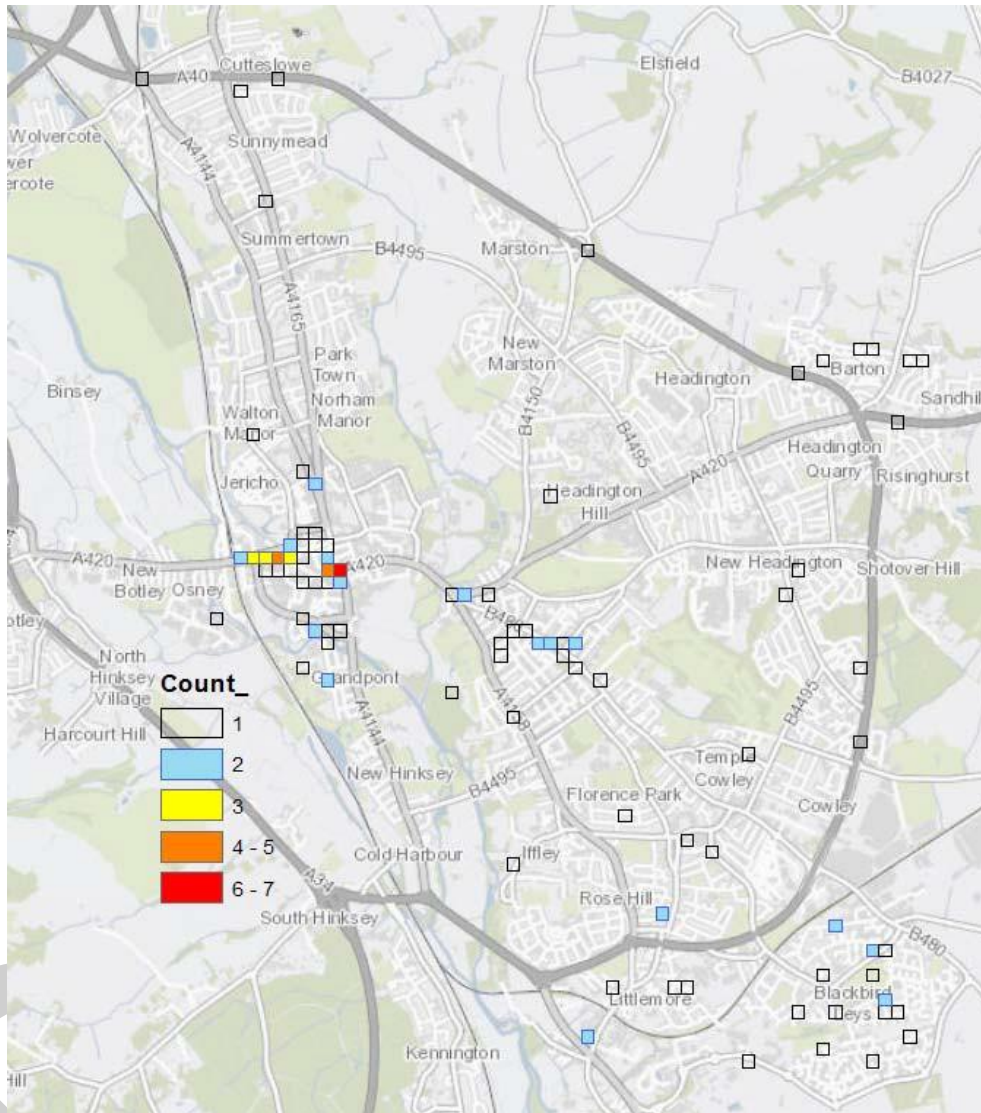 Cutteslowe
A40
Elsfield
B4027
Wolvercote
Sunnymead
A4144
Summertown
B4495
Marston
A4165
New
Marston
Park
Town
Norham
Manor
Headington
Barton
Binsey
B4150
Walton
Manor
B4495
A420
Headington
Quarry
Risinghurst
Jericho
Headington
Hill
A420
New
Botley
Osney
A420
New Headington
Shotover Hill
North
Hinksey
Village
Grandpont
Count_
1
2
3
4 - 5
6 - 7
Harcourt Hill
A4144
B4495
New Hinksey
B4495
Temple
Cowley
Florence Park
Cowley
Cold Harbour
Iffley
A34
Rose Hill
South Hinksey
B480
Littlemore
Blackbird
Leys
Kennington